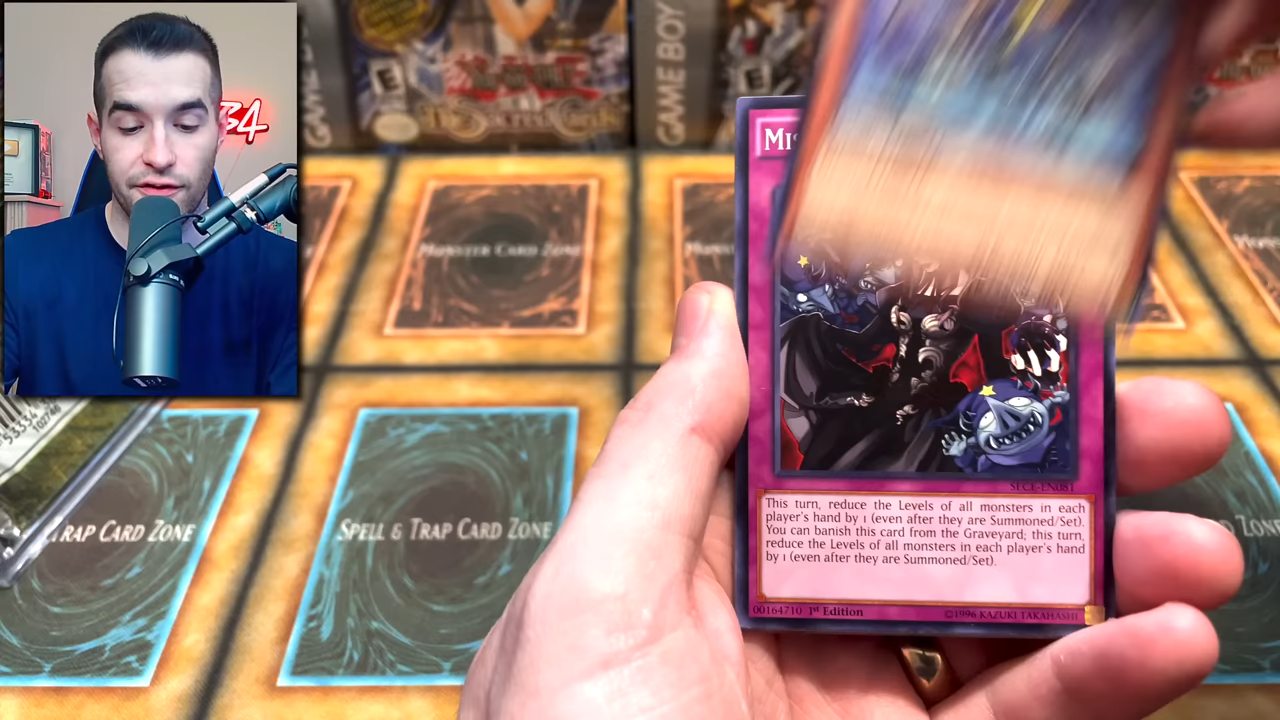 GAME BOY
GAME BOY
E
E
34
MONSTER CARD ZONE
SPELL & TRAP CARD ZONE
TRAP CARD ZONE
SECE-EN081
This turn, reduce the Levels of all monsters in each
player's hand by 1 (even after they are Summoned/Set).
You can banish this card from the Graveyard; this turn,
reduce the Levels of all monsters in each player's hand
by 1 (even after they are Summoned/Set).
00164710 1st Edition
©1996 KAZUKI TAKAHASHI